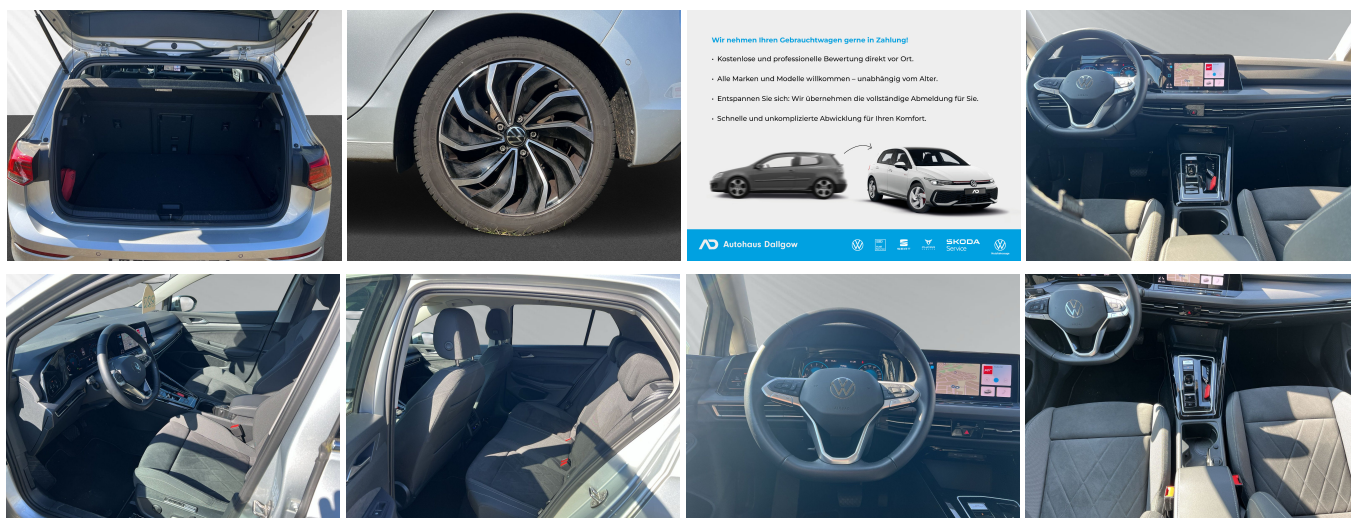 Wir nehmen Ihren Gebrauchtwagen gerne in Zahlung!
• Kostenlose und professionelle Bewertung direkt vor Ort.
• Alle Marken und Modelle willkommen – unabhängig vom Alter.
• Entspannen Sie sich: Wir übernehmen die vollständige Abmeldung für Sie.
• Schnelle und unkomplizierte Abwicklung für Ihren Komfort.
AD Autohaus Dallgow
SKODA
Service